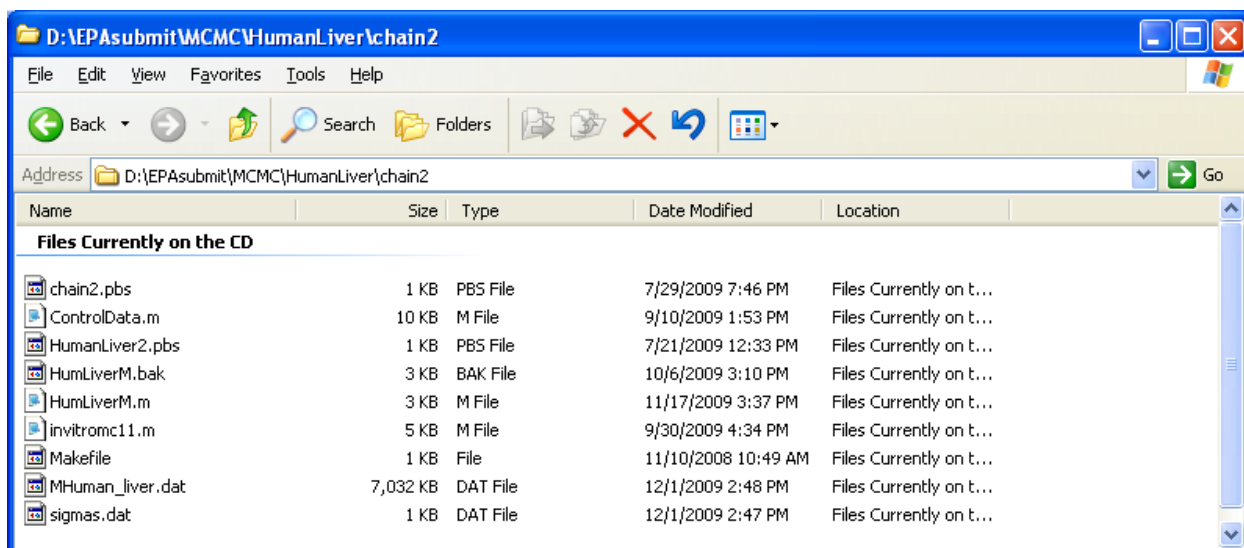 D:\EPAsubmit\MCMC\HumanLiver\chain2
File Edit View Favorites Tools Help
Back Search Folders
Address D:\EPAsubmit\MCMC\HumanLiver\chain2 Go
Name Size Type Date Modified Location
Files Currently on the CD
chain2.pbs 1 KB PBS File 7/29/2009 7:46 PM Files Currently on t...
ControlData.m 10 KB M File 9/10/2009 1:53 PM Files Currently on t...
HumanLiver2.pbs 1 KB PBS File 7/21/2009 12:33 PM Files Currently on t...
HumLiverM.bak 3 KB BAK File 10/6/2009 3:10 PM Files Currently on t...
HumLiverM.m 3 KB M File 11/17/2009 3:37 PM Files Currently on t...
invitromc11.m 5 KB M File 9/30/2009 4:34 PM Files Currently on t...
Makefile 1 KB File 11/10/2008 10:49 AM Files Currently on t...
MHuman_liver.dat 7,032 KB DAT File 12/1/2009 2:48 PM Files Currently on t...
sigmas.dat 1 KB DAT File 12/1/2009 2:47 PM Files Currently on t...